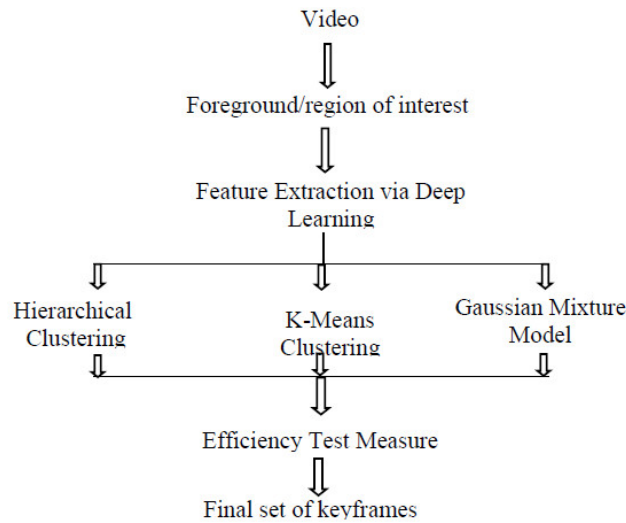 Video
Foreground/region of interest
Feature Extraction via Deep
Learning
Hierarchical
Clustering
K-Means
Clustering
Gaussian Mixture
Model
Efficiency Test Measure
Final set of keyframes